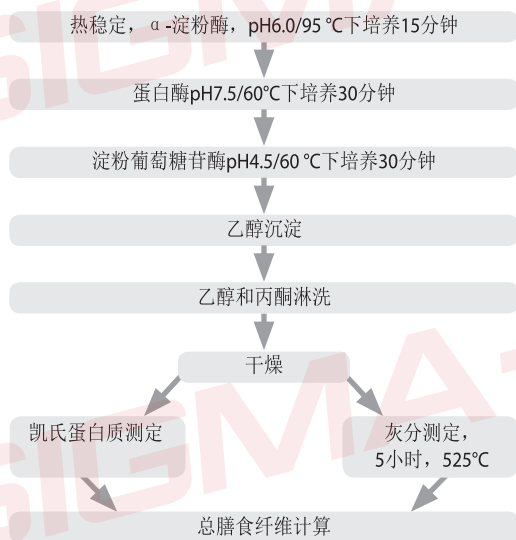 热稳定，α-淀粉酶，pH6.0/95 °C下培养15分钟
蛋白酶pH7.5/60°C下培养30分钟
淀粉葡萄糖苷酶pH4.5/60 °C下培养30分钟
乙醇沉淀
乙醇和丙酮淋洗
干燥
凯氏蛋白质测定
灰分测定，
5小时，525°C
总膳食纤维计算
SIGMA
SIGMA